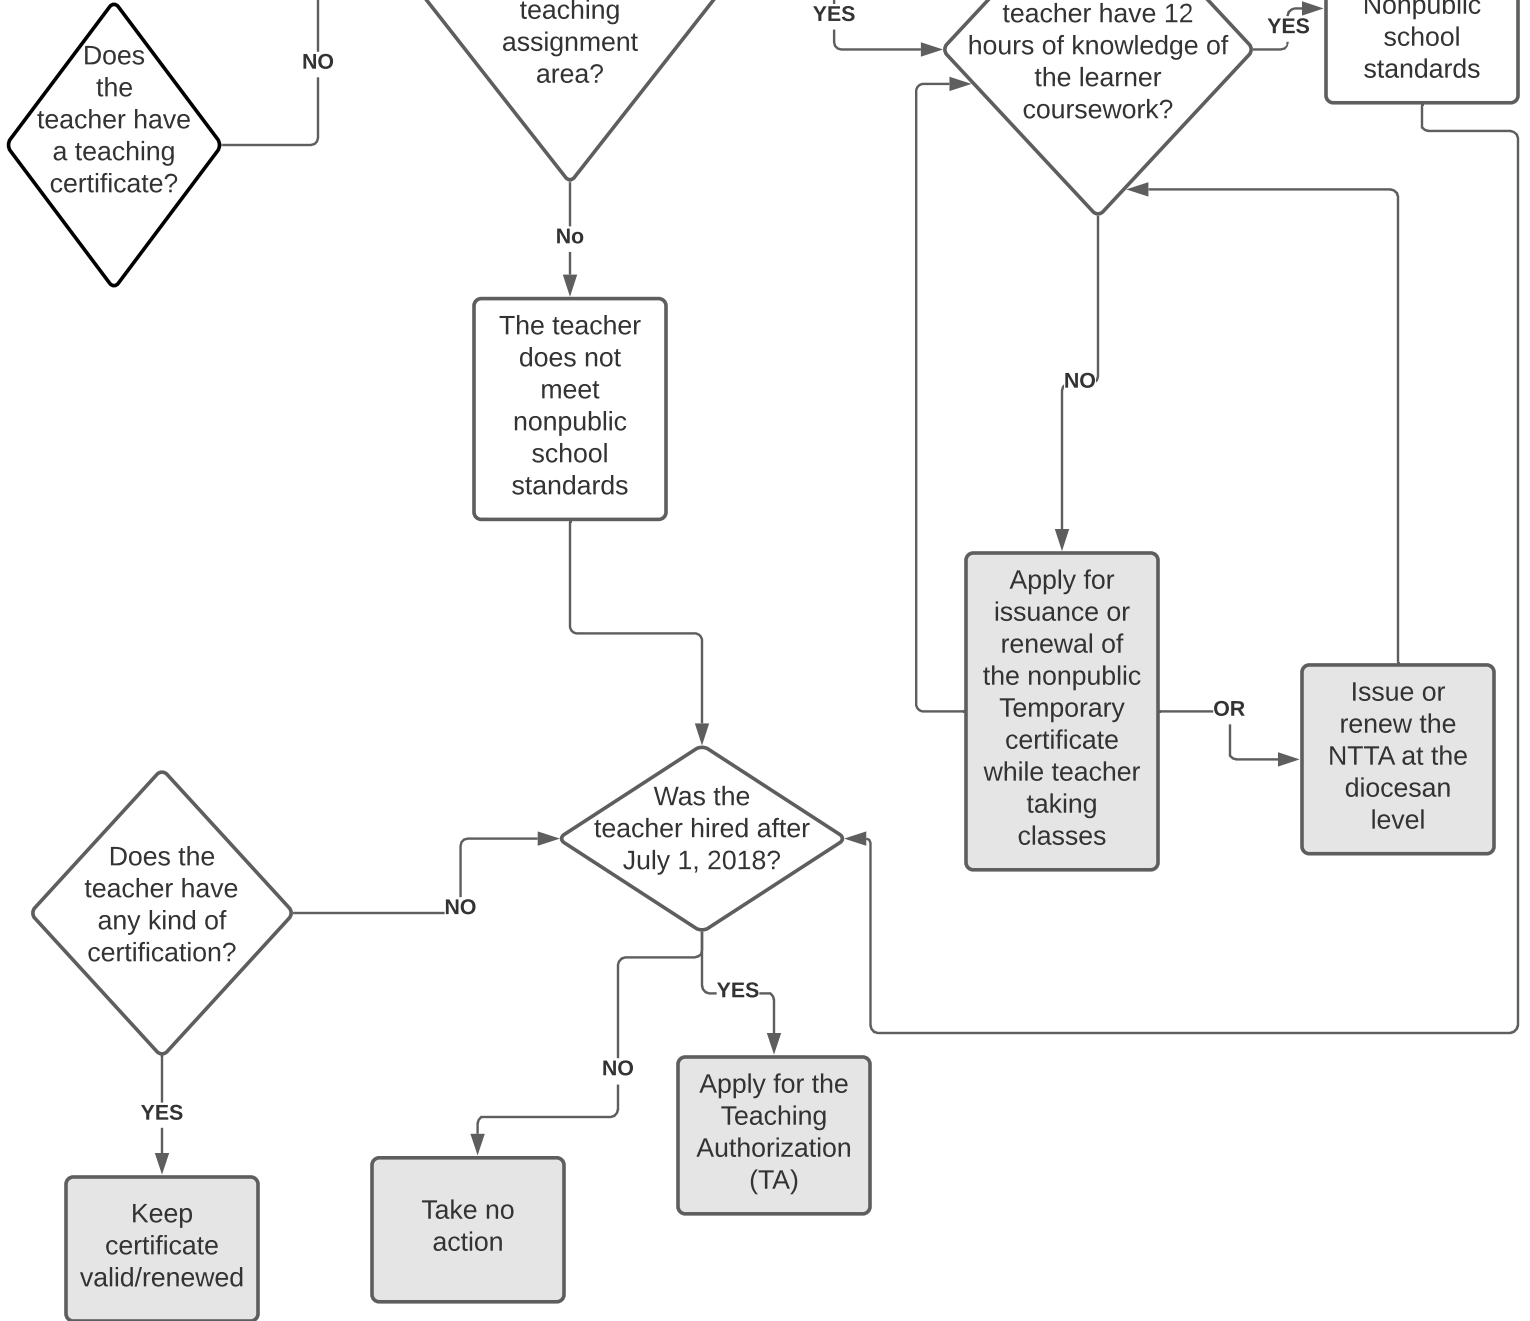 Does
the
teacher have
a teaching
certificate?
NO
teaching
assignment
area?
YES
teacher have 12
hours of knowledge of
the learner
coursework?
YES
Nonpublic
school
standards
No
The teacher
does not
meet
nonpublic
school
standards
NO
Apply for
issuance or
renewal of
the nonpublic
Temporary
certificate
while teacher
taking
classes
OR
Issue or
renew the
NTTA at the
diocesan
level
Was the
teacher hired after
July 1, 2018?
Does the
teacher have
any kind of
certification?
NO
YES
NO
YES
Keep
certificate
valid/renewed
Take no
action
Apply for the
Teaching
Authorization
(TA)